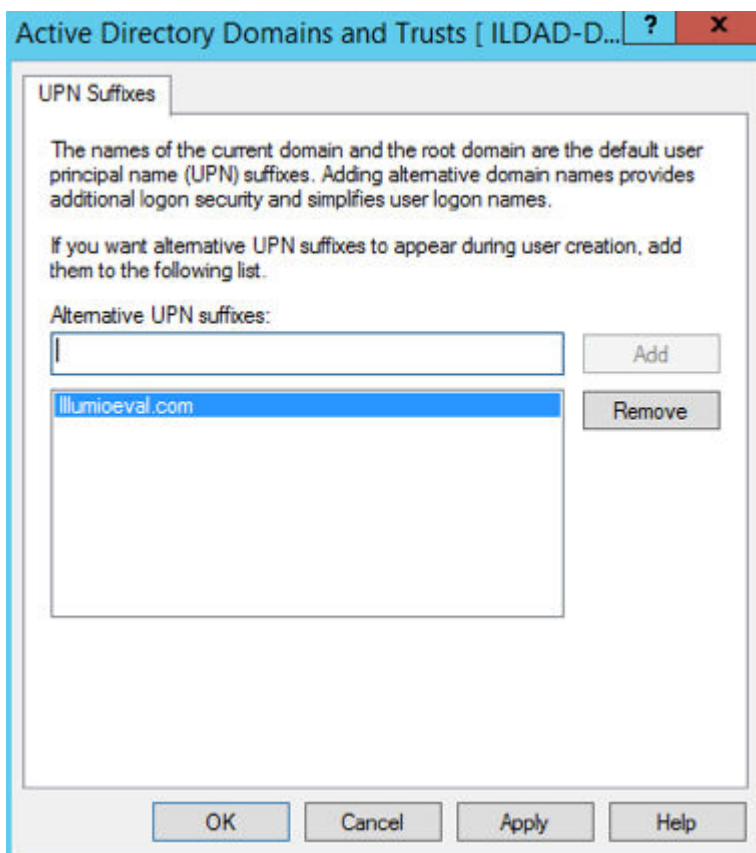 Active Directory Domains and Trusts [ ILDAD-D... ? x
UPN Suffixes
The names of the current domain and the root domain are the default user
principal name (UPN) suffixes. Adding alternative domain names provides
additional logon security and simplifies user logon names.
If you want alternative UPN suffixes to appear during user creation, add
them to the following list.
Alternative UPN suffixes:
Add
Illumioeval.com
Remove
OK Cancel Apply Help